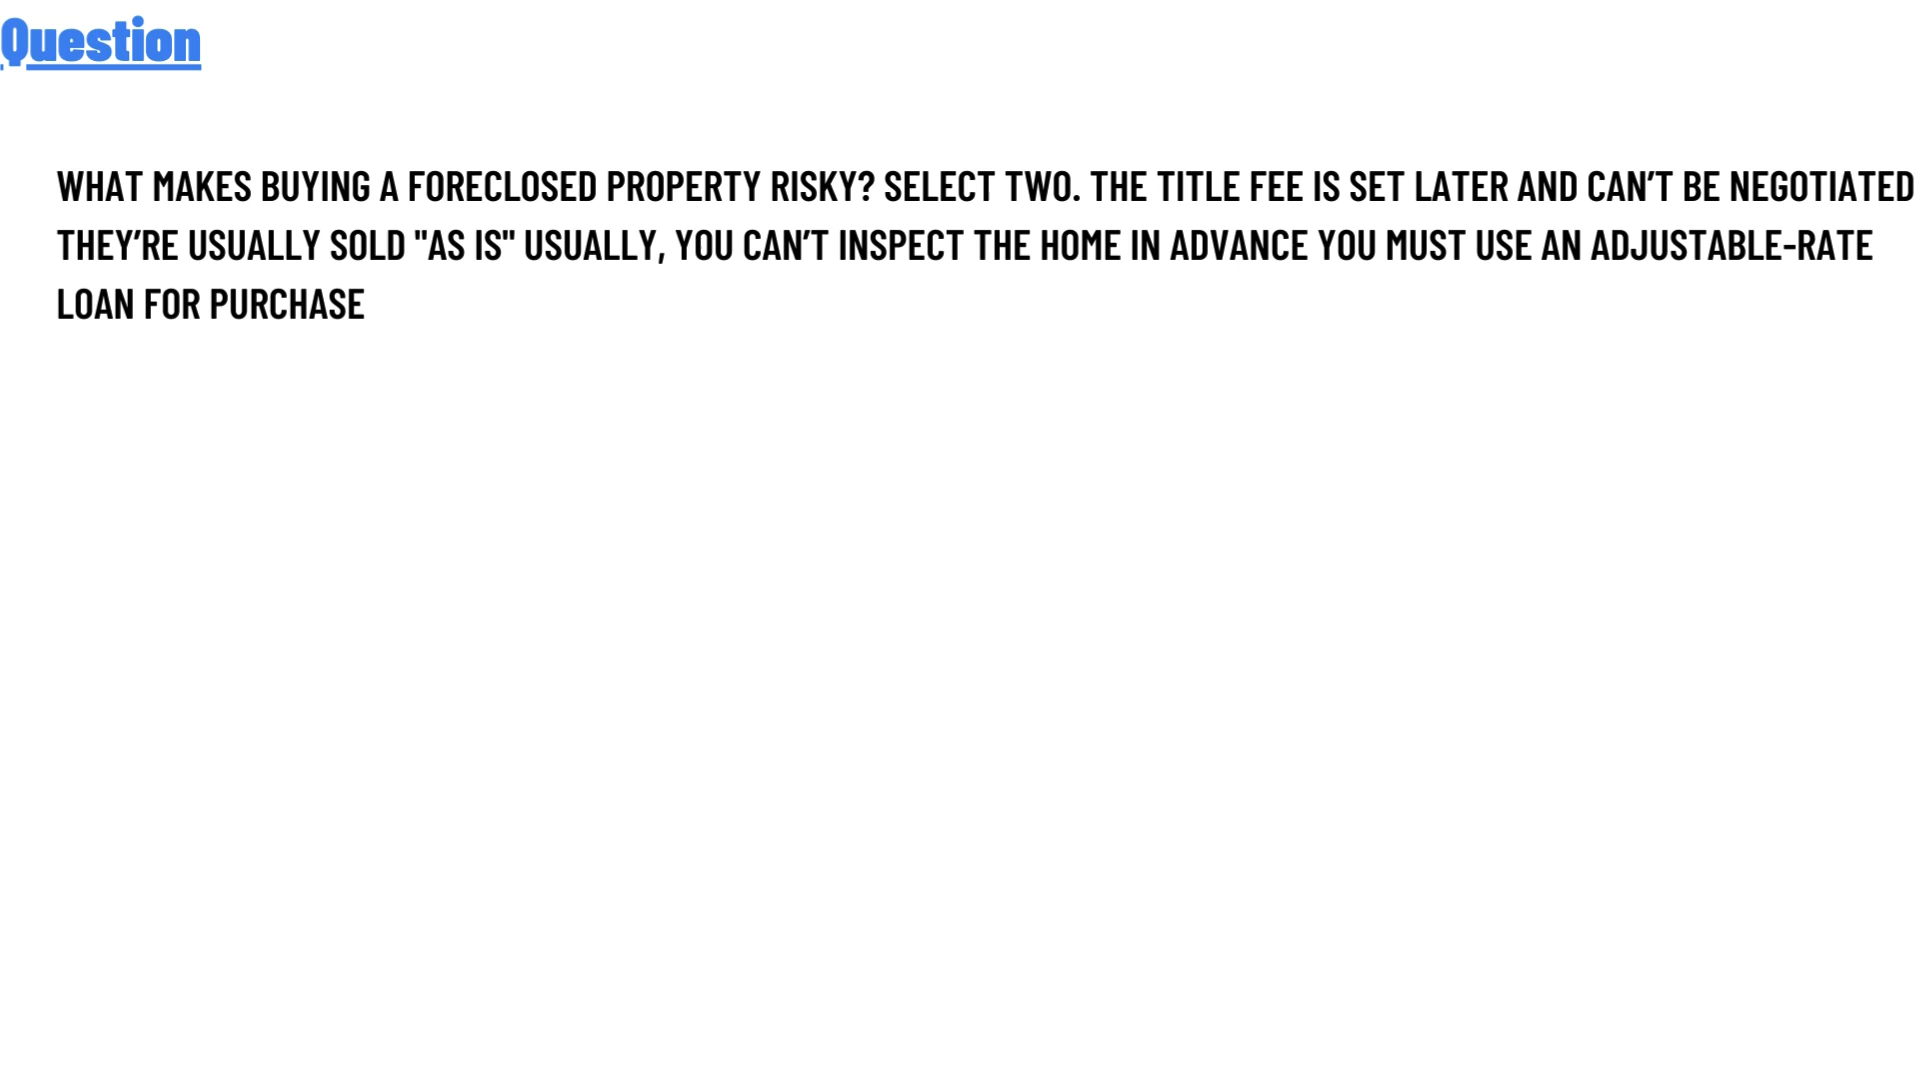 Question
WHAT MAKES BUYING A FORECLOSED PROPERTY RISKY? SELECT TWO. THE TITLE FEE IS SET LATER AND CAN’T BE NEGOTIATED
THEY’RE USUALLY SOLD "AS IS" USUALLY, YOU CAN’T INSPECT THE HOME IN ADVANCE YOU MUST USE AN ADJUSTABLE-RATE
LOAN FOR PURCHASE